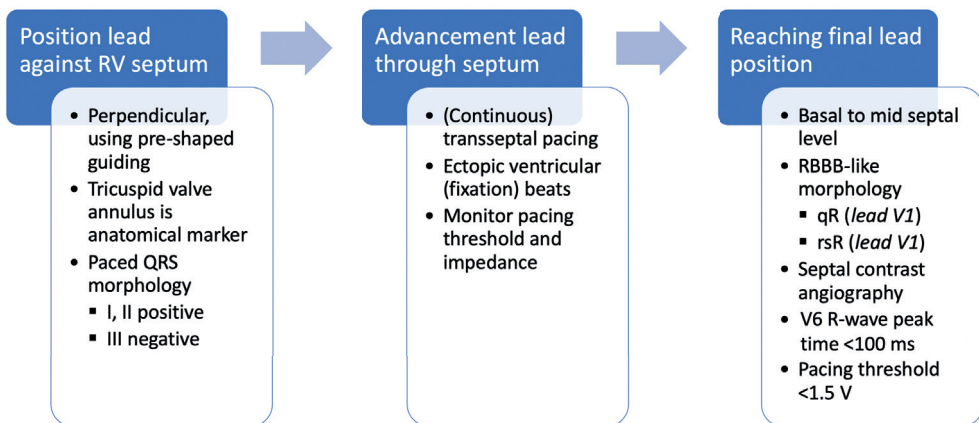 Position lead
against RV septum
• Perpendicular,
using pre-shaped
guiding
• Tricuspid valve
annulus is
anatomical marker
• Paced QRS
morphology
▪ I, II positive
▪ III negative
Advancement lead
through septum
• (Continuous)
transseptal pacing
• Ectopic ventricular
(fixation) beats
• Monitor pacing
threshold and
impedance
Reaching final lead
position
• Basal to mid septal
level
• RBBB-like
morphology
▪ qR (lead V1)
▪ rsR (lead V1)
• Septal contrast
angiography
• V6 R-wave peak
time <100 ms
• Pacing threshold
<1.5 V